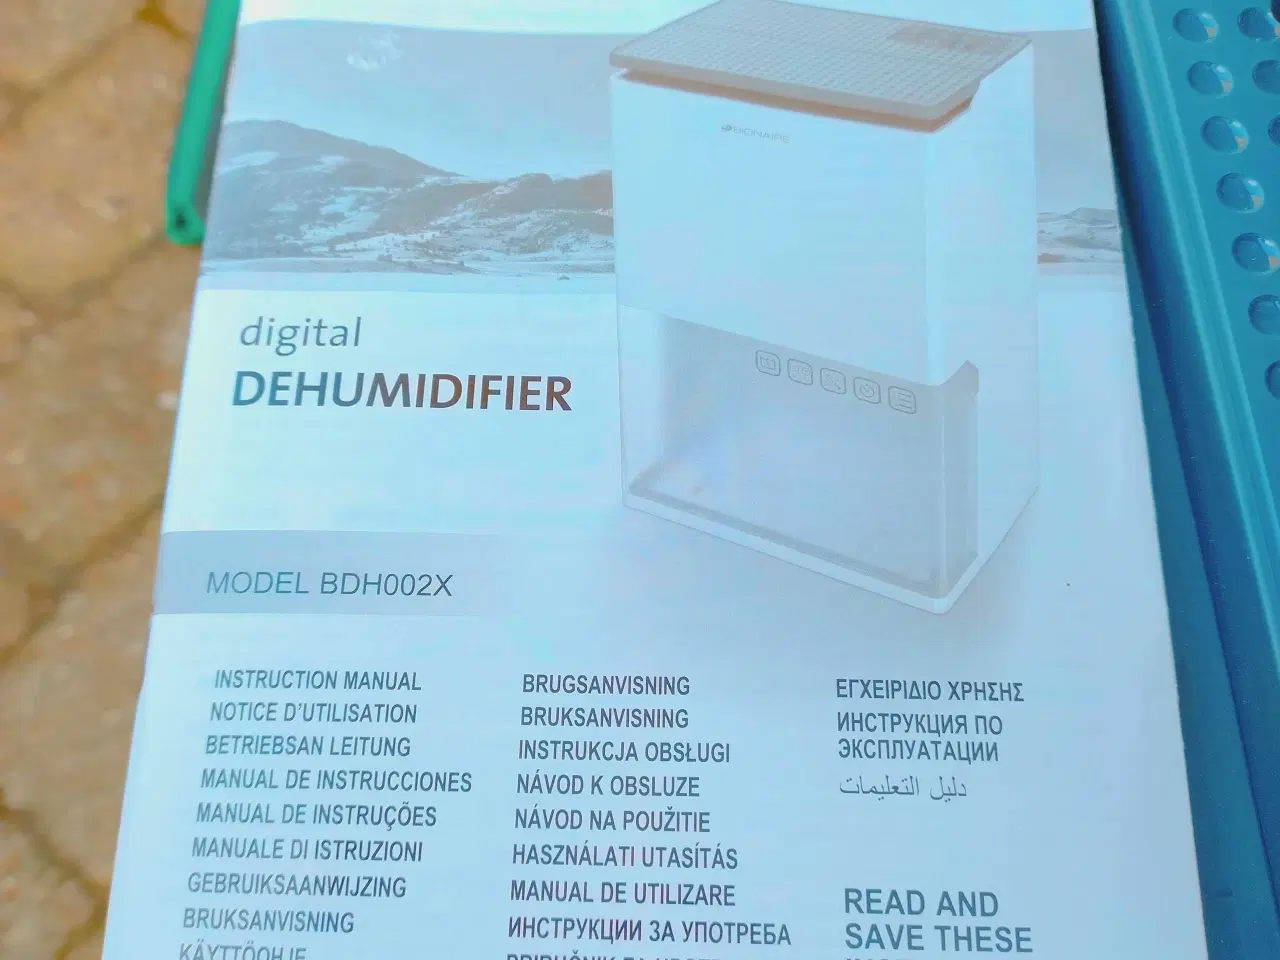 BIONAIRE
digital
DEHUMIDIFIER
MODEL BDH002X
INSTRUCTION MANUAL
NOTICE D'UTILISATION
BETRIEBSAN LEITUNG
MANUAL DE INSTRUCCIONES
MANUAL DE INSTRUÇÕES
MANUALE DI ISTRUZIONI
GEBRUIKSAANWIJZING
BRUKSANVISNING
KÄYTTÖOHJE
BRUGSANVISNING
BRUKSANVISNING
INSTRUKCJA OBSŁUGI
NÁVOD K OBSLUZE
NÁVOD NA POUŽITIE
HASZNÁLATI UTASÍTÁS
MANUAL DE UTILIZARE
ИНСТРУКЦИИ ЗА УПОТРЕБА
ΕΓΧΕΙΡΙΔΙΟ ΧΡΗΣΗΣ
ИНСТРУКЦИЯ ПО
ЭКСПЛУАТАЦИИ
دليل التعليمات
READ AND
SAVE THESE